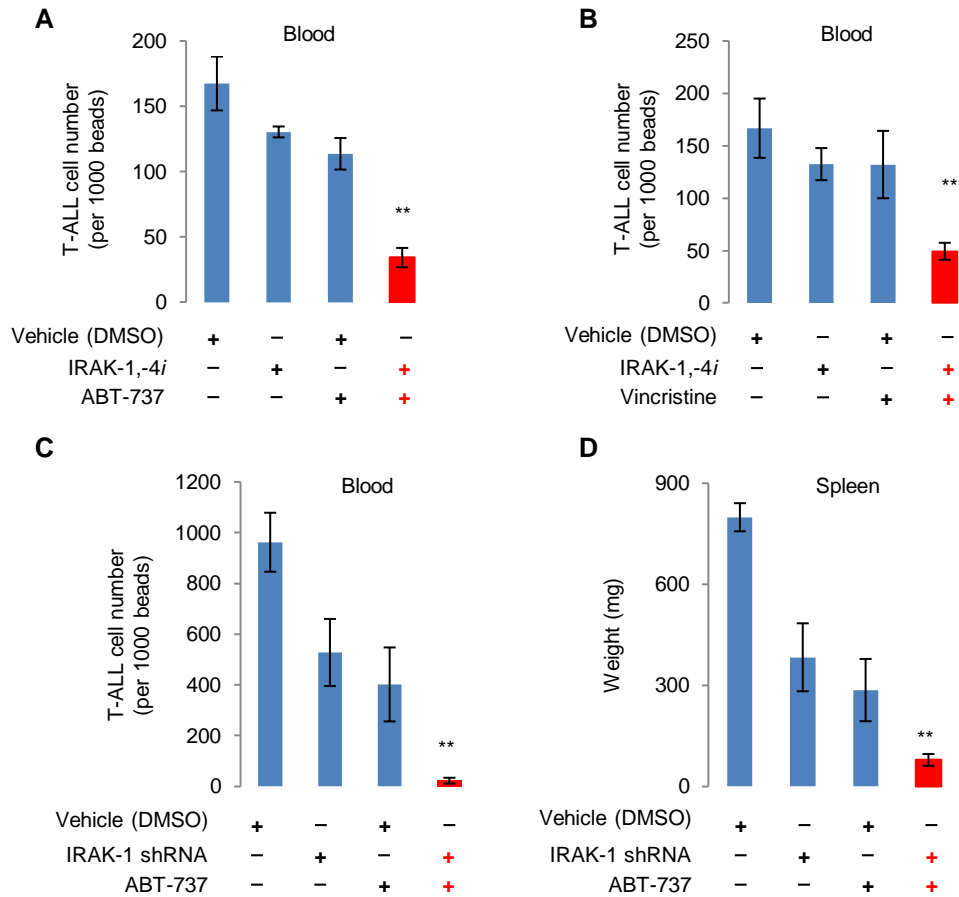 A
Blood
T-ALL cell number
(per 1000 beads)
200
150
100
50
0
**
Vehicle (DMSO) + – + –
IRAK-1,-4i – + – +
ABT-737 – – + +
B
Blood
T-ALL cell number
(per 1000 beads)
250
200
150
100
50
0
**
Vehicle (DMSO) + – + –
IRAK-1,-4i – + – +
Vincristine – – + +
C
Blood
T-ALL cell number
(per 1000 beads)
1200
1000
800
600
400
200
0
**
Vehicle (DMSO) + – + –
IRAK-1 shRNA – + – +
ABT-737 – – + +
D
Spleen
Weight (mg)
900
600
300
0
**
Vehicle (DMSO) + – + –
IRAK-1 shRNA – + – +
ABT-737 – – + +